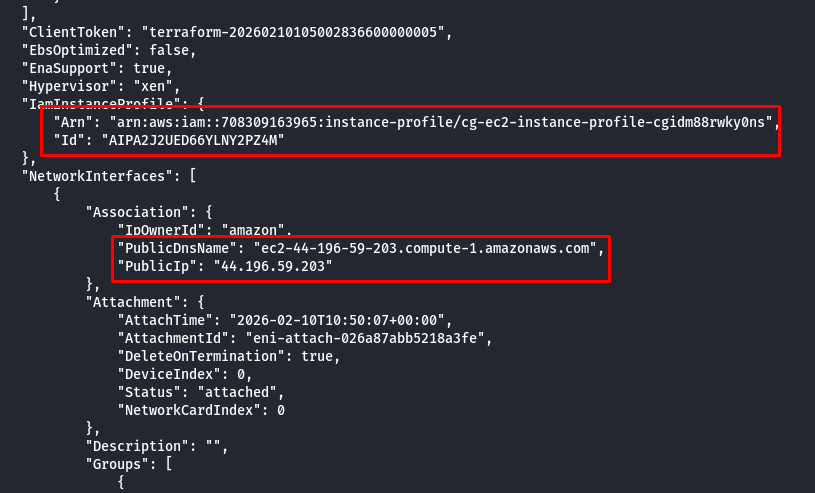 ],
"ClientToken": "terraform-20260210105002836600000005",
"EbsOptimized": false,
"EnaSupport": true,
"Hypervisor": "xen",
"IamInstanceProfile": {
"Arn": "arn:aws:iam::708309163965:instance-profile/cg-ec2-instance-profile-cgidm88rwky0ns",
"Id": "AIPA2J2UED66YLNY2PZ4M"
},
"NetworkInterfaces": [
{
"Association": {
"IpOwnerId": "amazon",
"PublicDnsName": "ec2-44-196-59-203.compute-1.amazonaws.com",
"PublicIp": "44.196.59.203"
},
"Attachment": {
"AttachTime": "2026-02-10T10:50:07+00:00",
"AttachmentId": "eni-attach-026a87abb5218a3fe",
"DeleteOnTermination": true,
"DeviceIndex": 0,
"Status": "attached",
"NetworkCardIndex": 0
},
"Description": "",
"Groups": [
{